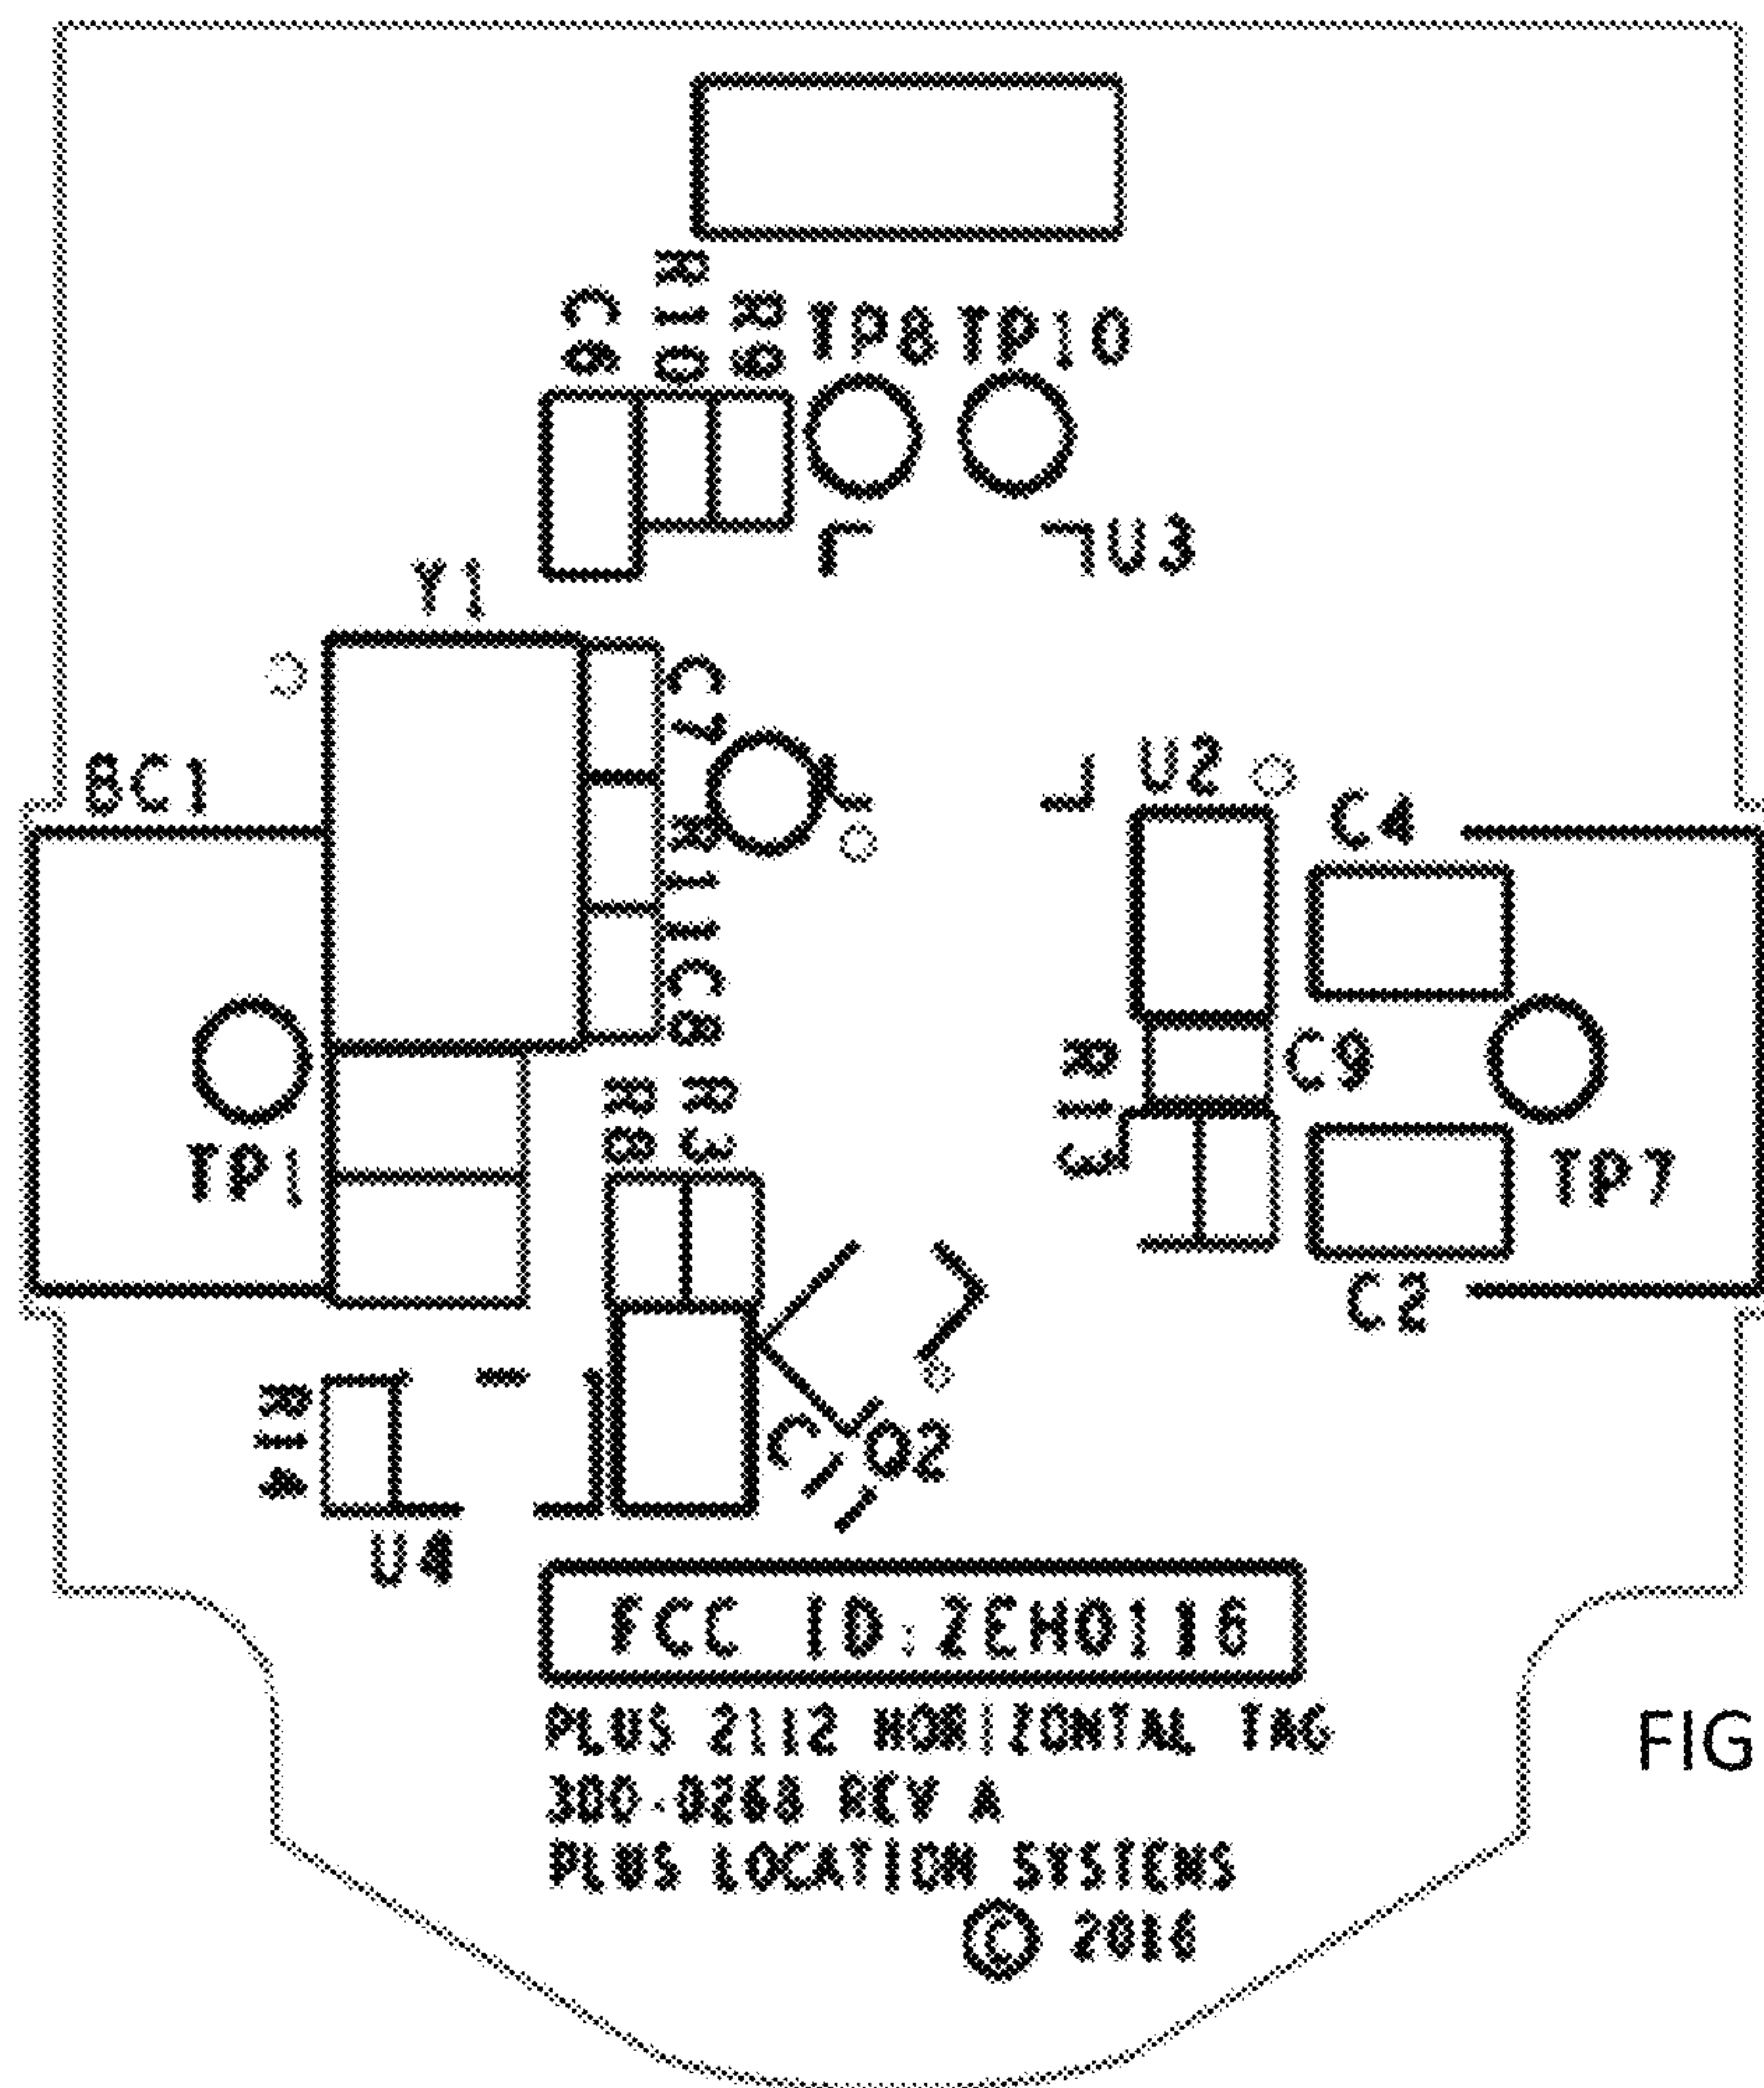 C6
R10
R9
TP8
TP10
U3
Y1
C7
BC1
U2
C4
R11
C8
C9
R13
TP1
R8
R3
TP7
C2
R14
Q2
U4
FCC ID:ZEH0116
PLUS 2112 HORIZONTAL TAG
300-0268 REV A
PLUS LOCATION SYSTEMS
© 2016
FIG